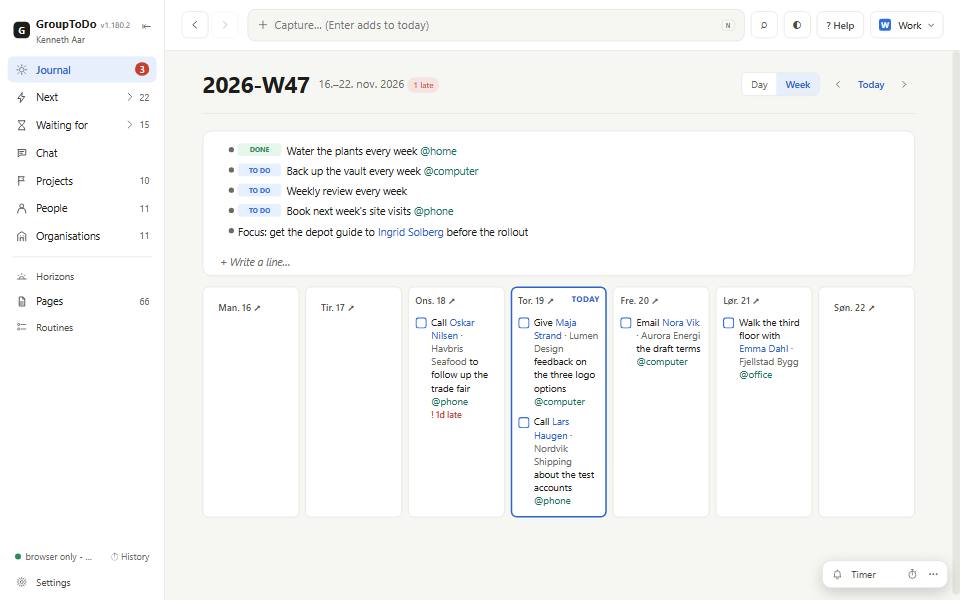 G GroupToDo v1.180.2
Kenneth Aar
Journal 3
Next 22
Waiting for 15
Chat
Projects 10
People 11
Organisations 11
Horizons
Pages 66
Routines
browser only - ... History
Settings
+ Capture... (Enter adds to today) N
? Help
W Work
2026-W47 16.–22. nov. 2026 1 late
Day Week Today
DONE Water the plants every week @home
TO DO Back up the vault every week @computer
TO DO Weekly review every week
TO DO Book next week's site visits @phone
Focus: get the depot guide to Ingrid Solberg before the rollout
+ Write a line...
Man. 16 ↗
Tir. 17 ↗
Ons. 18 ↗
Call Oskar
Nilsen ·
Havbris
Seafood to
follow up the
trade fair
@phone
! 1d late
Tor. 19 ↗ TODAY
Give Maja
Strand · Lumen
Design
feedback on
the three logo
options
@computer
Call Lars
Haugen ·
Nordvik
Shipping
about the test
accounts
@phone
Fre. 20 ↗
Email Nora Vik
· Aurora Energi
the draft terms
@computer
Lør. 21 ↗
Walk the third
floor with
Emma Dahl ·
Fjellstad Bygg
@office
Søn. 22 ↗
Timer